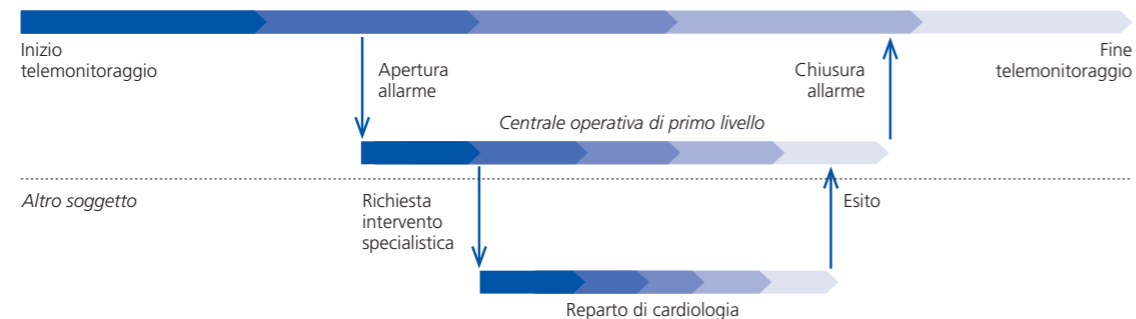 Inizio
telemonitoraggio
Apertura
allarme
Chiusura
allarme
Fine
telemonitoraggio
Centrale operativa di primo livello
Altro soggetto
Richiesta
intervento
specialistica
Esito
Reparto di cardiologia